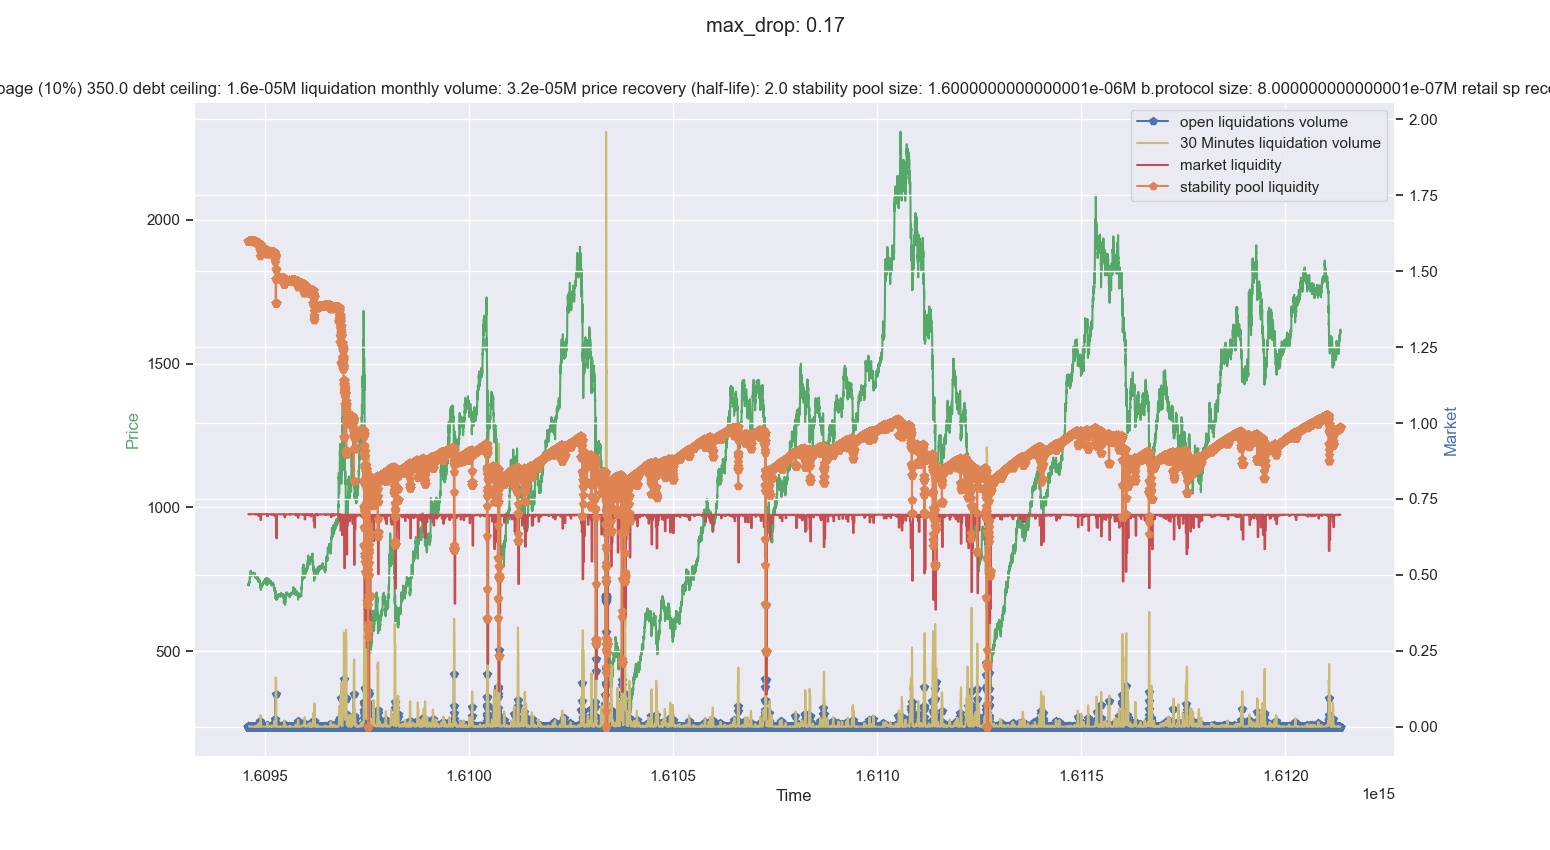 max_drop: 0.17
(10%) 350.0 debt ceiling: 1.6e-05M liquidation monthly volume: 3.2e-05M price recovery (half-life): 2.0 stability pool size: 1.6000000000000001e-06M b.protocol size: 8.000000000000001e-07M retail sp
open liquidations volume
30 Minutes liquidation volume
market liquidity
stability pool liquidity
Price
2000
1500
1000
500
2.00
1.75
1.50
1.25
1.00
0.75
0.50
0.25
0.00
Market
1.6095
1.6100
1.6105
1.6110
1.6115
1.6120
Time
1e15